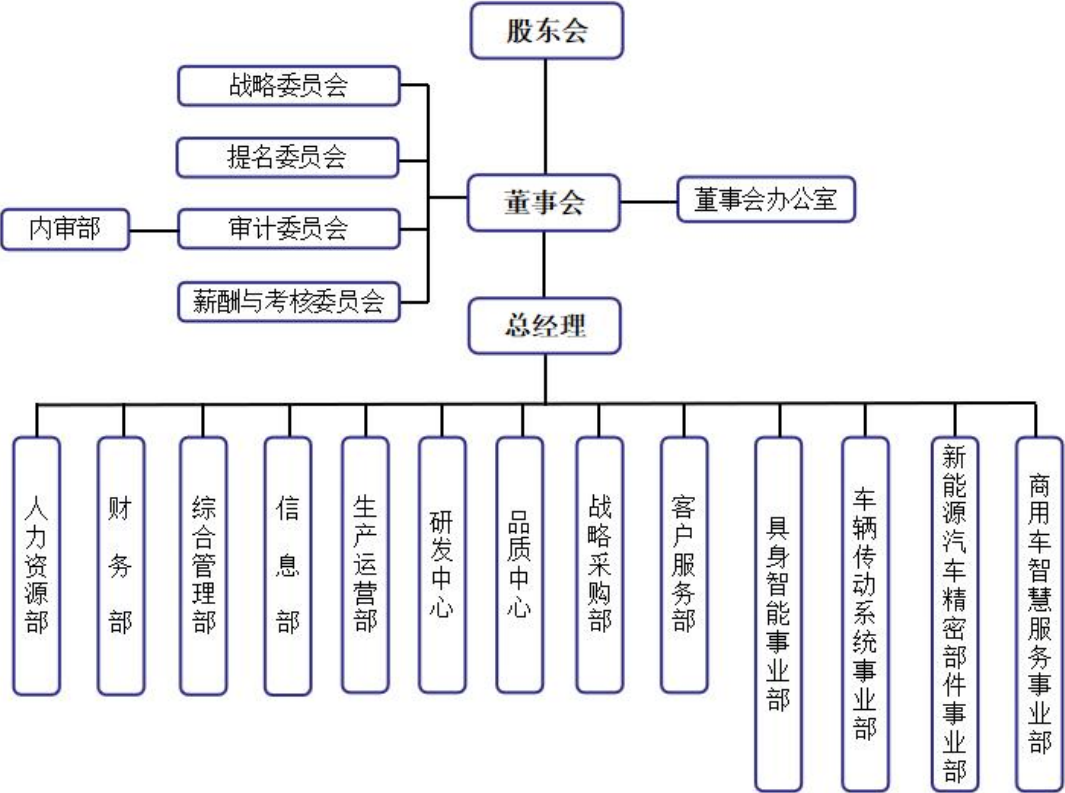 股东会
战略委员会
提名委员会
董事会
董事会办公室
内审部
审计委员会
薪酬与考核委员会
总经理
人力资源部
财务部
综合管理部
信息部
生产运营部
研发中心
品质中心
战略采购部
客户服务部
具身智能事业部
车辆传动系统事业部
新能源汽车精密部件事业部
商用车智慧服务事业部